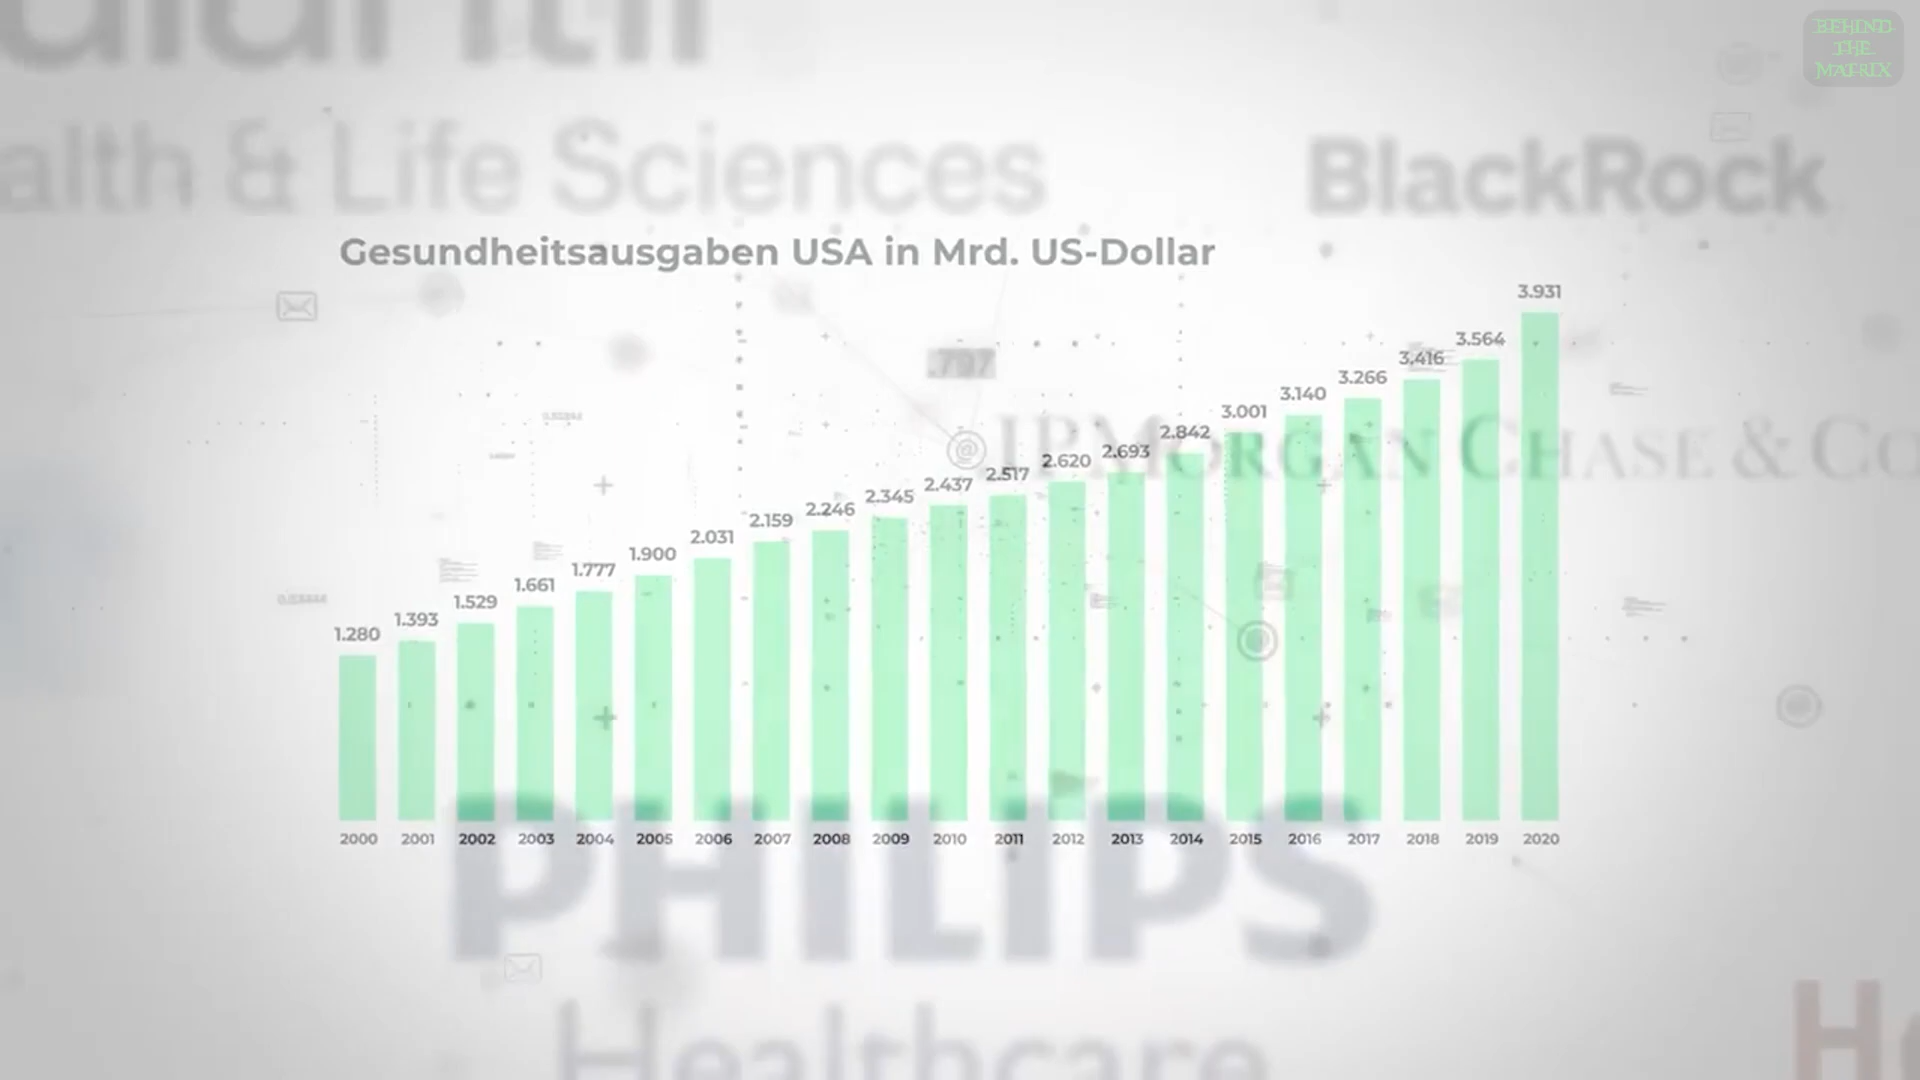 BEHIND
THE
MATRIX
alth & Life Sciences
BlackRock
Gesundheitsausgaben USA in Mrd. US-Dollar
3.931
3.564
3.416
3.266
3.140
3.001
2.842
2.693
2.620
2.517
2.437
2.345
2.246
2.159
2.031
1.900
1.777
1.661
1.529
1.393
1.280
.797
JPMORGAN CHASE & CO
2000 2001 2002 2003 2004 2005 2006 2007 2008 2009 2010 2011 2012 2013 2014 2015 2016 2017 2018 2019 2020
PHILIPS
Healthcare